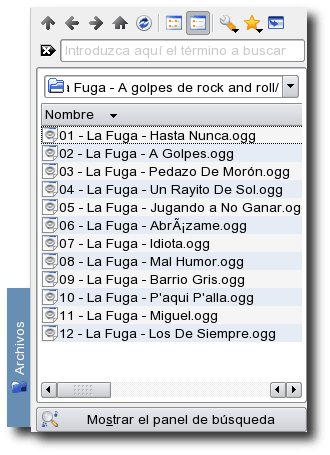 Introduzca aquí el término a buscar
a Fuga - A golpes de rock and roll/
Nombre
01 - La Fuga - Hasta Nunca.ogg
02 - La Fuga - A Golpes.ogg
03 - La Fuga - Pedazo De Morón.ogg
04 - La Fuga - Un Rayito De Sol.ogg
05 - La Fuga - Jugando a No Ganar.og
06 - La Fuga - AbrÃ¡zame.ogg
07 - La Fuga - Idiota.ogg
08 - La Fuga - Mal Humor.ogg
09 - La Fuga - Barrio Gris.ogg
10 - La Fuga - P'aqui P'alla.ogg
11 - La Fuga - Miguel.ogg
12 - La Fuga - Los De Siempre.ogg
Archivos
Mostrar el panel de búsqueda